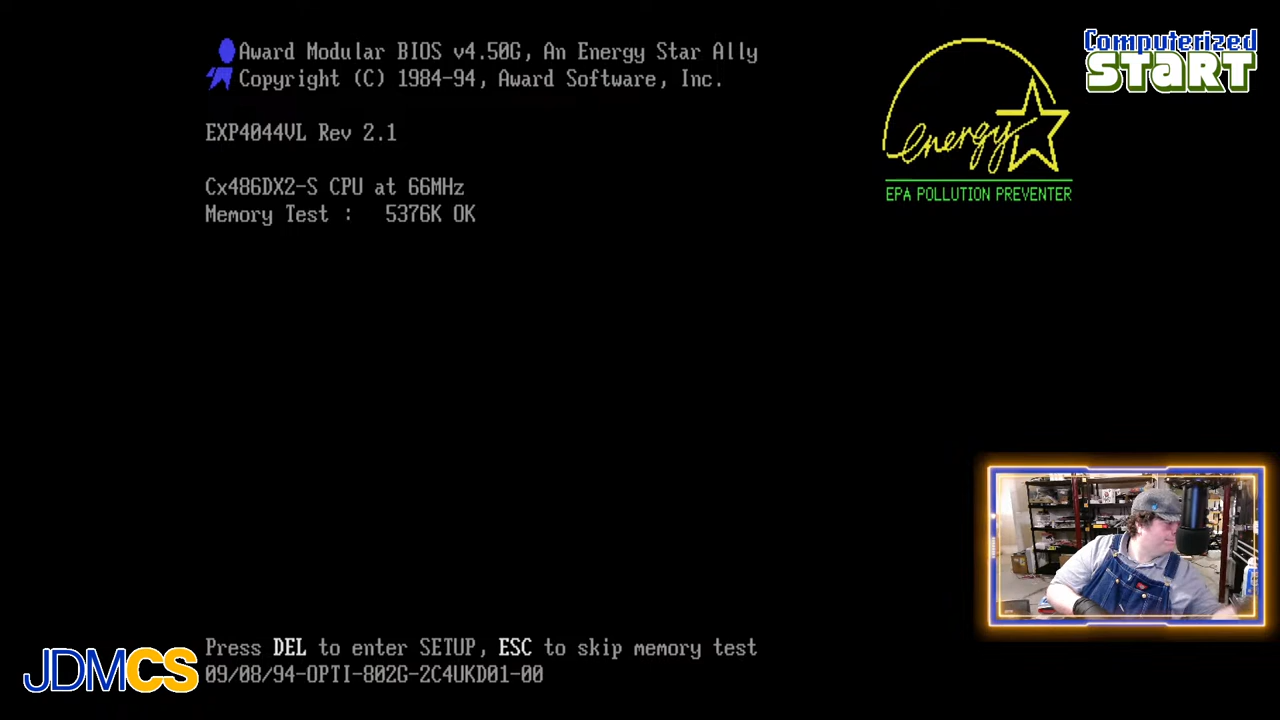 Award Modular BIOS v4.50G, An Energy Star Ally
Copyright (C) 1984-94, Award Software, Inc.
Computerized
START
EXP4044VL Rev 2.1
energy
EPA POLLUTION PREVENTER
Cx486DX2-S CPU at 66MHz
Memory Test :   5376K OK
Press DEL to enter SETUP, ESC to skip memory test
09/08/94-OPTI-802G-2C4UKD01-00
JDMCS